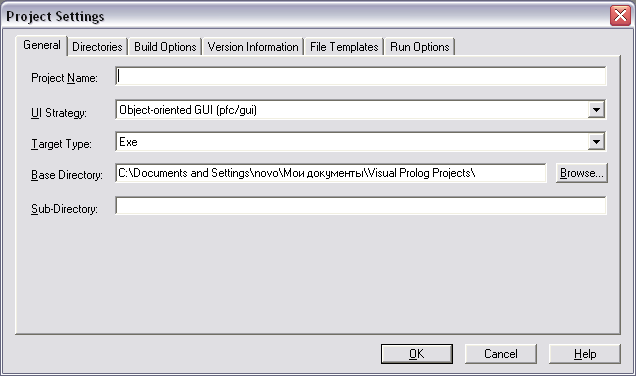 Project Settings
General Directories Build Options Version Information File Templates Run Options
Project Name:
UI Strategy: Object-oriented GUI (pfc/gui)
Target Type: Exe
Base Directory: C:\Documents and Settings\novo\Мои документы\Visual Prolog Projects\ Browse...
Sub-Directory:
OK Cancel Help